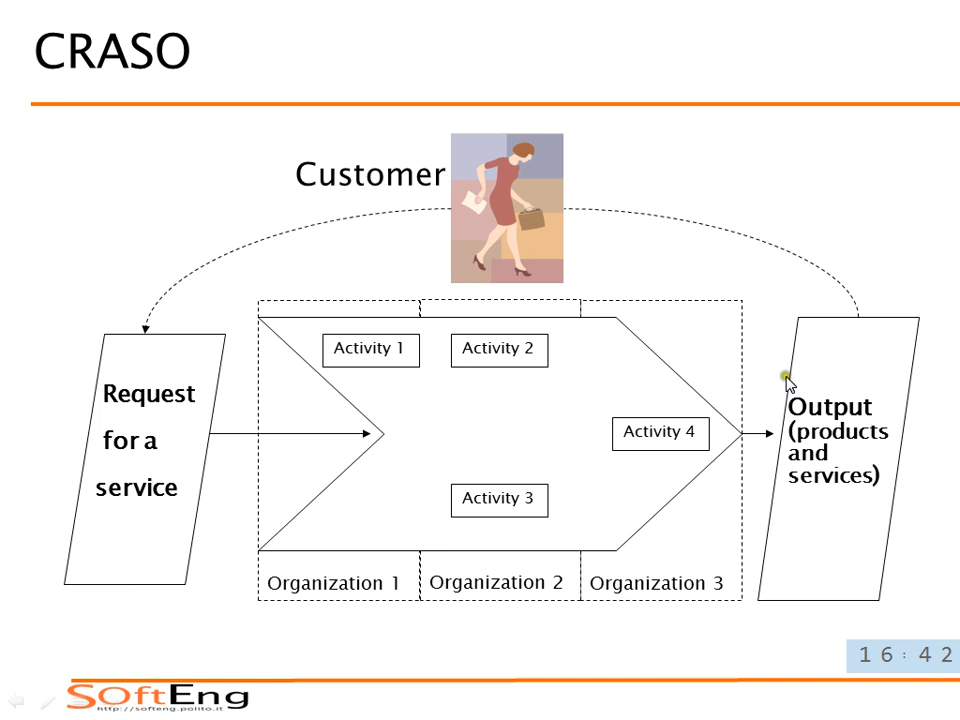 CRASO
Customer
Activity 1
Activity 2
Request
for a
service
Activity 4
Output
(products
and
services)
Activity 3
Organization 1
Organization 2
Organization 3
16:42
SoftEng
http://softeng.polito.it